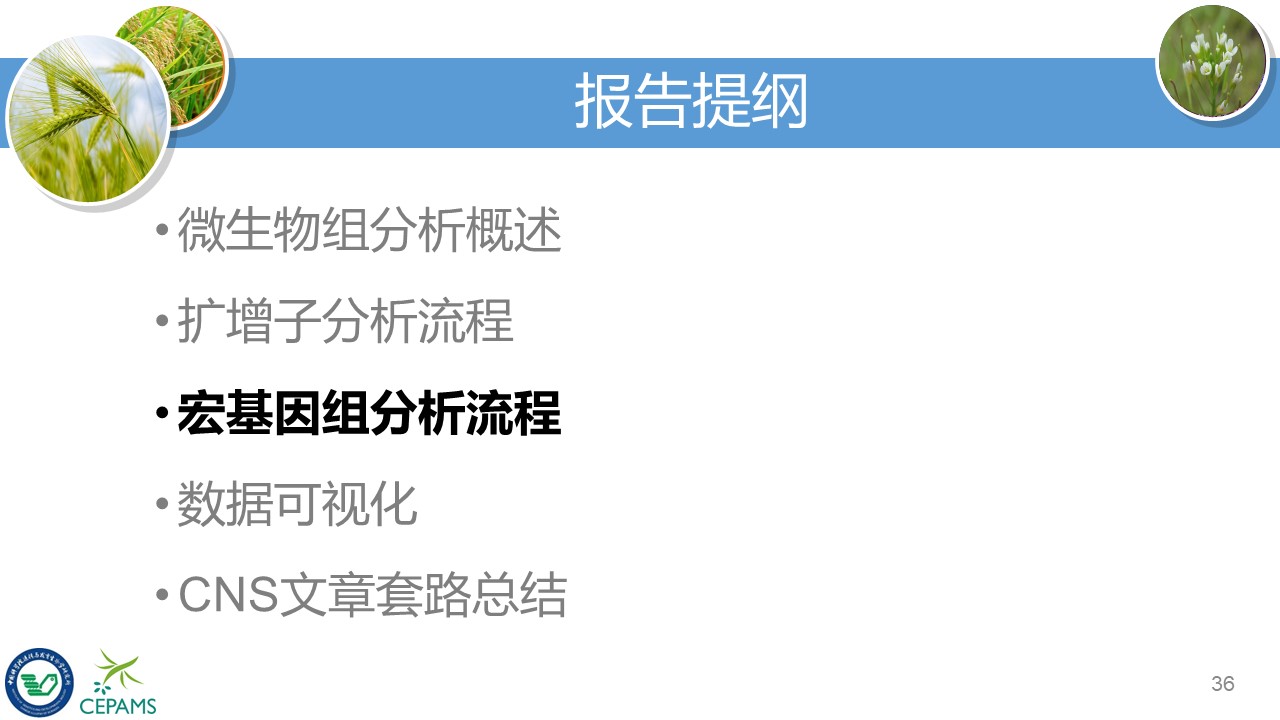 报告提纲
•微生物组分析概述
•扩增子分析流程
•宏基因组分析流程
•数据可视化
•CNS文章套路总结
CEPAMS
36